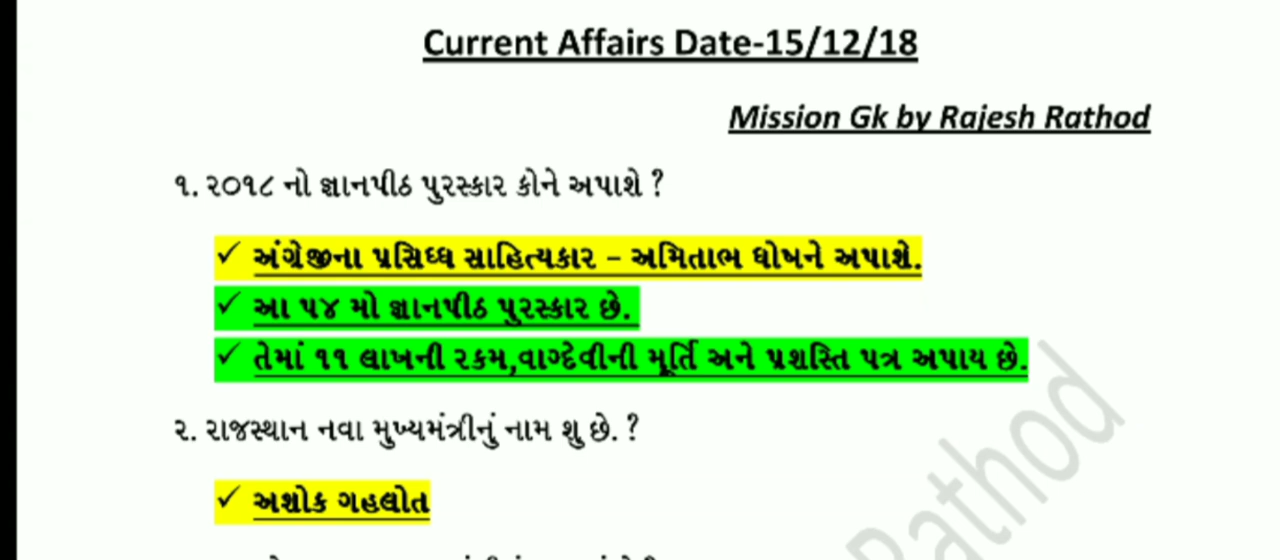 Current Affairs Date-15/12/18
Mission Gk by Rajesh Rathod
૧. ૨૦૧૮ નો જ્ઞાનપીઠ પુરસ્કાર કોને અપાશે ?
✓ અંગ્રેજીના પ્રસિધ્ધ સાહિત્યકાર – અમિતાભ ઘોષને અપાશે.
✓ આ ૫૪ મો જ્ઞાનપીઠ પુરસ્કાર છે.
✓ તેમાં ૧૧ લાખની રકમ,વાગ્દેવીની મૂર્તિ અને પ્રશસ્તિ પત્ર અપાય છે.
૨. રાજસ્થાન નવા મુખ્યમંત્રીનું નામ શુ છે. ?
✓ અશોક ગહલોત
Rathod